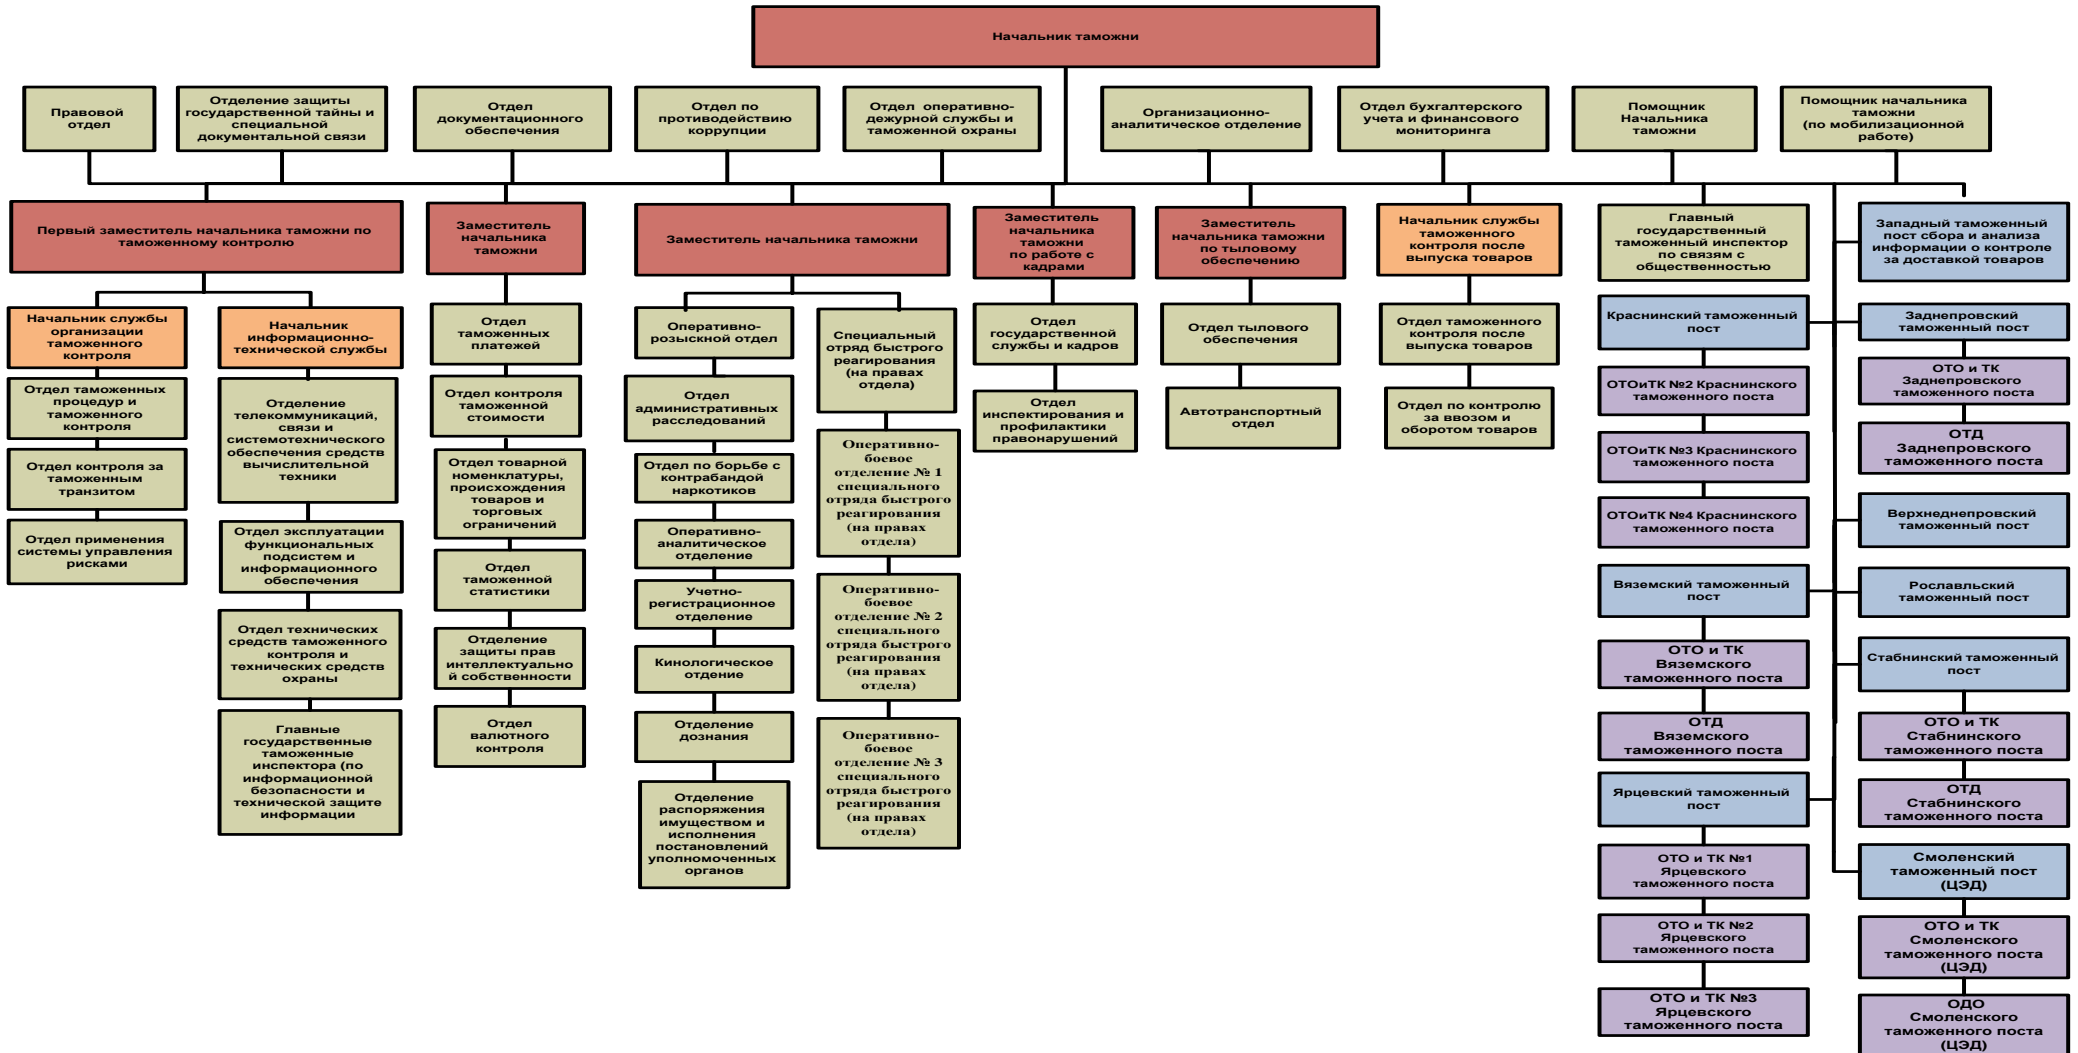 Начальник таможни
Правовой
отдел
Отделение защиты
государственной тайны и
специальной
документальной связи
Отдел
документационного
обеспечения
Отдел по
противодействию
коррупции
Отдел оперативно-
дежурной службы и
таможенной охраны
Организационно-
аналитическое отделение
Отдел бухгалтерского
учета и финансового
мониторинга
Помощник
Начальника
таможни
Помощник начальника
таможни
(по мобилизационной
работе)
Первый заместитель начальника таможни по
таможенному контролю
Заместитель
начальника
таможни
Заместитель начальника таможни
Заместитель
начальника
таможни
по работе с
кадрами
Заместитель
начальника таможни
по тыловому
обеспечению
Начальник службы
таможенного
контроля после
выпуска товаров
Главный
государственный
таможенный инспектор
по связям с
общественностью
Западный таможенный
пост сбора и анализа
информации о контроле
за доставкой товаров
Начальник службы
организации
таможенного
контроля
Отдел таможенных
процедур и
таможенного
контроля
Отдел контроля за
таможенным
транзитом
Отдел применения
системы управления
рисками
Начальник
информационно-
технической службы
Отделение
телекоммуникаций,
связи и
системотехнического
обеспечения средств
вычислительной
техники
Отдел эксплуатации
функциональных
подсистем и
информационного
обеспечения
Отдел технических
средств таможенного
контроля и
технических средств
охраны
Главные
государственные
таможенные
инспектора (по
информационной
безопасности и
технической защите
информации
Отдел
таможенных
платежей
Отдел контроля
таможенной
стоимости
Отдел товарной
номенклатуры,
происхождения
товаров и
торговых
ограничений
Отдел
таможенной
статистики
Отделение
защиты прав
интеллектуально
й собственности
Отдел
валютного
контроля
Оперативно-
розыскной отдел
Отдел
административных
расследований
Отдел по борьбе с
контрабандой
наркотиков
Оперативно-
аналитическое
отделение
Учетно-
регистрационное
отделение
Кинологическое
отдение
Отделение
дознания
Отделение
распоряжения
имуществом и
исполнения
постановлений
уполномоченных
органов
Специальный
отряд быстрого
реагирования
(на правах
отдела)
Оперативно-
боевое
отделение № 1
специального
отряда быстрого
реагирования
(на правах
отдела)
Оперативно-
боевое
отделение № 2
специального
отряда быстрого
реагирования
(на правах
отдела)
Оперативно-
боевое
отделение № 3
специального
отряда быстрого
реагирования
(на правах
отдела)
Отдел
государственной
службы и кадров
Отдел
инспектирования и
профилактики
правонарушений
Отдел тылового
обеспечения
Автотранспортный
отдел
Отдел таможенного
контроля после
выпуска товаров
Отдел по контролю
за ввозом и
оборотом товаров
Краснинский таможенный
пост
ОТОиТК №2 Краснинского
таможенного поста
ОТОиТК №3 Краснинского
таможенного поста
ОТОиТК №4 Краснинского
таможенного поста
Вяземский таможенный
пост
ОТО и ТК
Вяземского
таможенного поста
ОТД
Вяземского
таможенного поста
Ярцевский таможенный
пост
ОТО и ТК №1
Ярцевского
таможенного поста
ОТО и ТК №2
Ярцевского
таможенного поста
ОТО и ТК №3
Ярцевского
таможенного поста
Заднепровский
таможенный пост
ОТО и ТК
Заднепровского
таможенного поста
ОТД
Заднепровского
таможенного поста
Верхнеднепровский
таможенный пост
Рославльский
таможенный пост
Стабнинский таможенный
пост
ОТО и ТК
Стабнинского
таможенного поста
ОТД
Стабнинского
таможенного поста
Смоленский
таможенный пост
(ЦЭД)
ОТО и ТК
Смоленского
таможенного поста
(ЦЭД)
ОДО
Смоленского
таможенного поста
(ЦЭД)